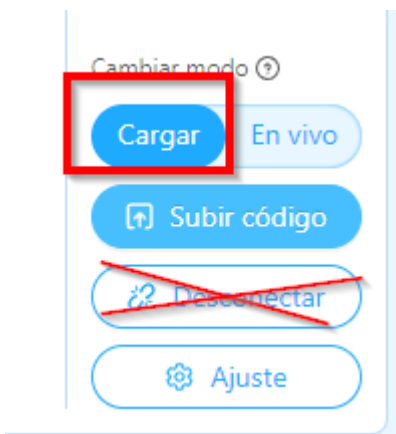 Cambiar modo ?
Cargar En vivo
Subir código
Desconectar
Ajuste